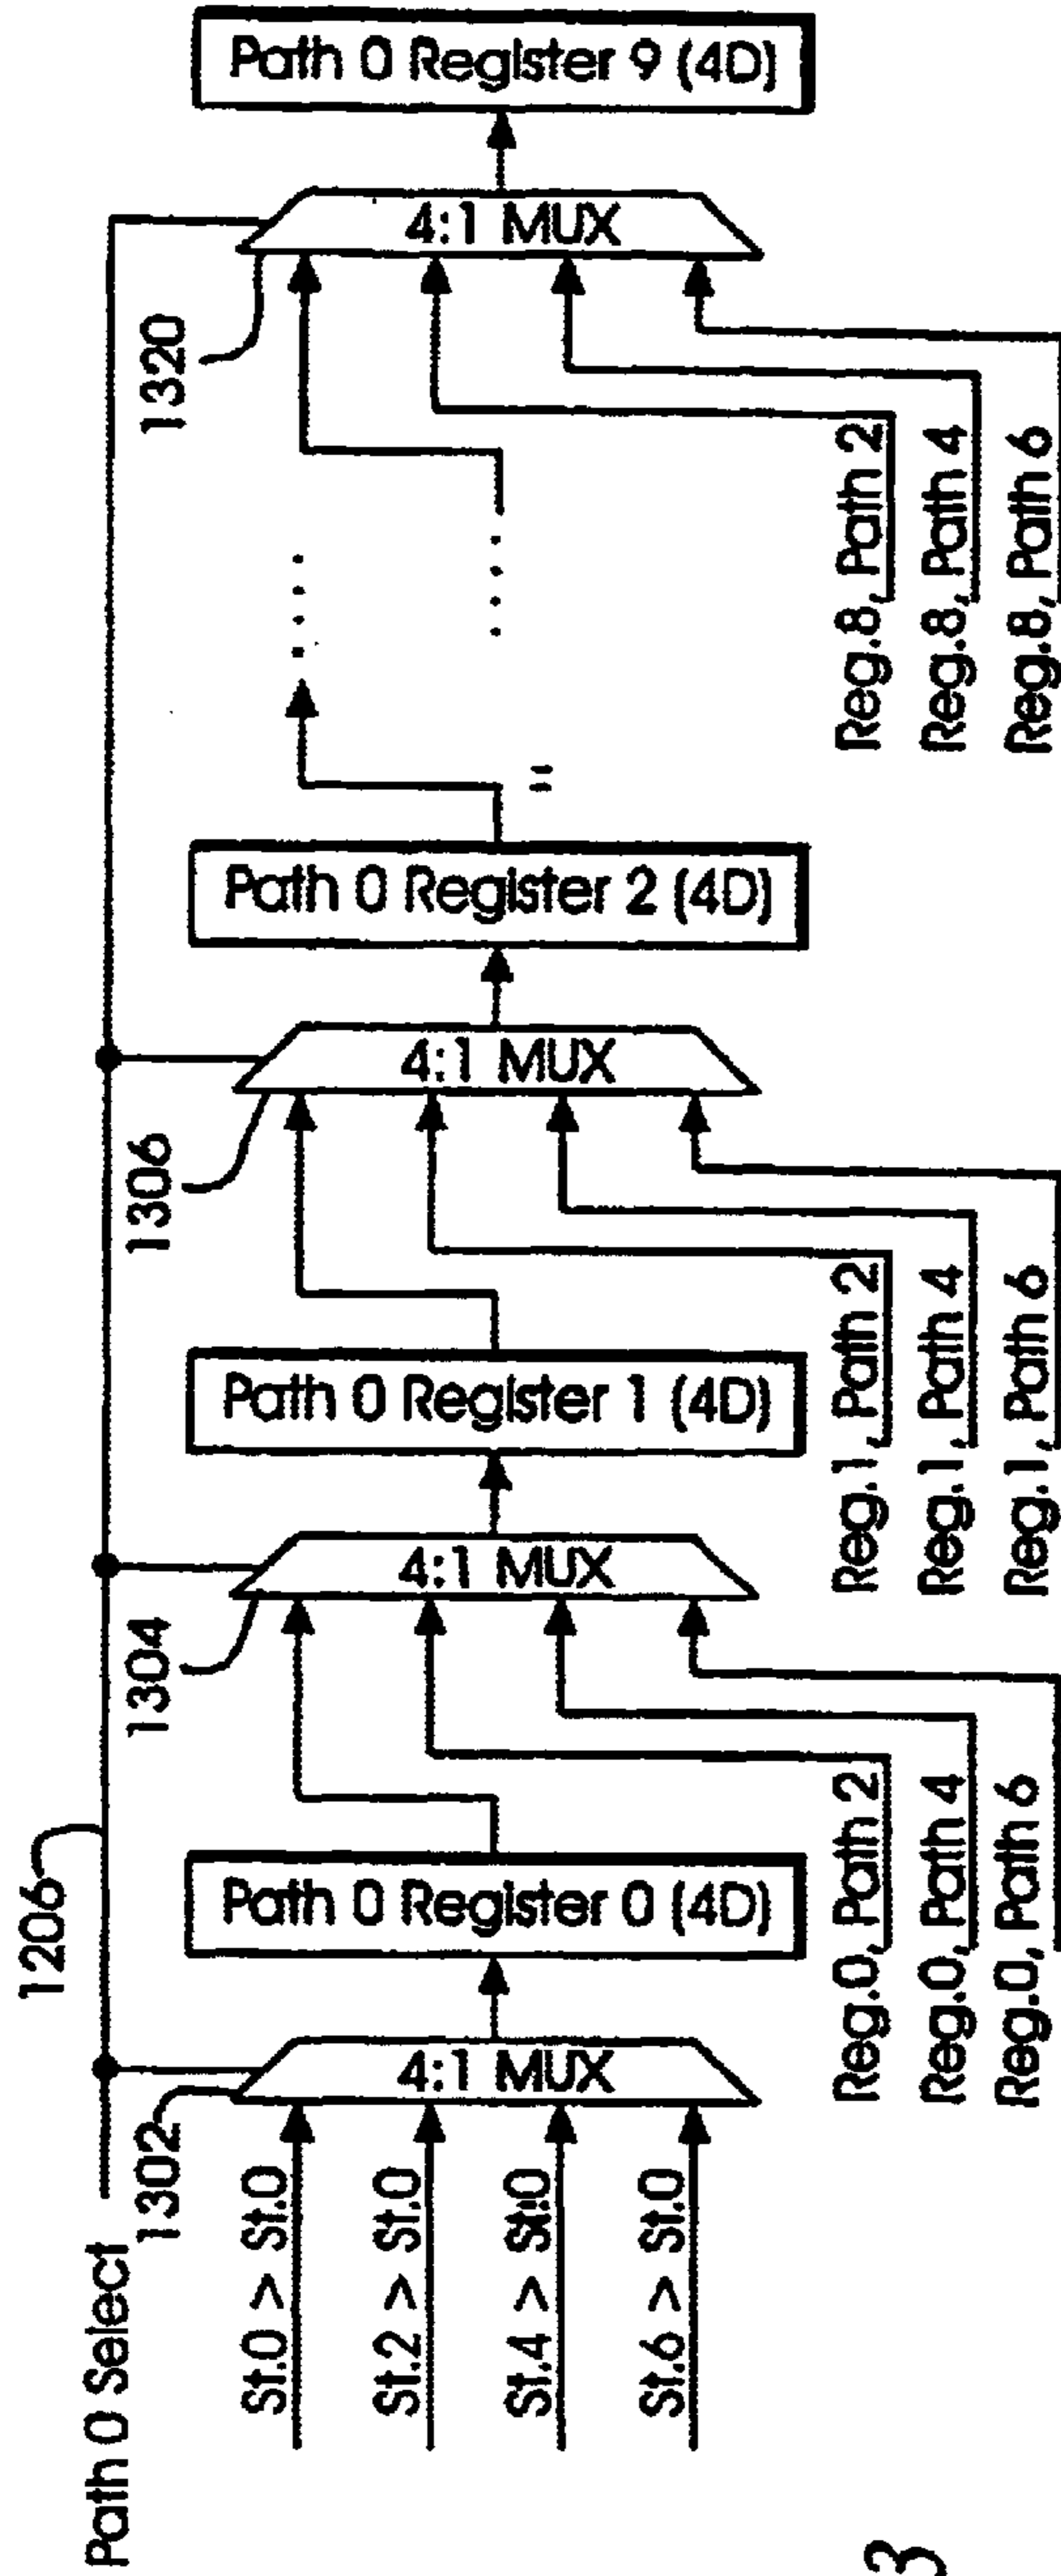 Path 0 Select
1206
1302
1304
1306
1320
St.0 > St.0
St.2 > St.0
St.4 > St.0
St.6 > St.0
4:1 MUX
Path 0 Register 0 (4D)
4:1 MUX
Path 0 Register 1 (4D)
4:1 MUX
Path 0 Register 2 (4D)
4:1 MUX
Path 0 Register 9 (4D)
Reg.0, Path 2
Reg.0, Path 4
Reg.0, Path 6
Reg.1, Path 2
Reg.1, Path 4
Reg.1, Path 6
Reg.8, Path 2
Reg.8, Path 4
Reg.8, Path 6
3